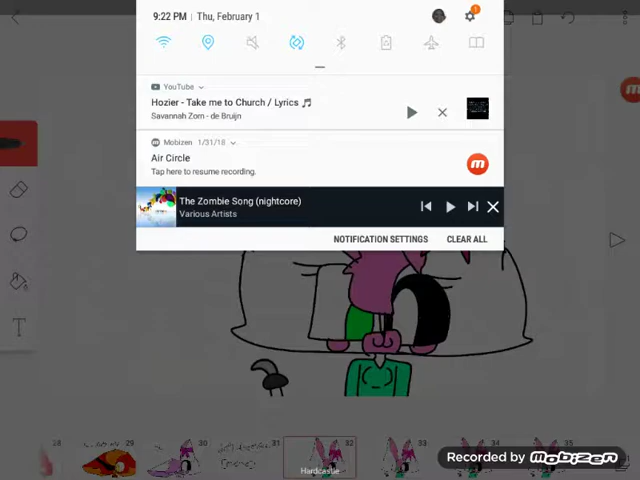 9:22 PM | Thu, February 1
1
YouTube
Hozier - Take me to Church / Lyrics 🎵
Savannah Zorn - de Bruijn
Mobizen 1/31/18
Air Circle
Tap here to resume recording.
The Zombie Song (nightcore)
Various Artists
NOTIFICATION SETTINGS CLEAR ALL
T
28 29 30 31 32 33 34 35
Hardcastle
Recorded by mobizen